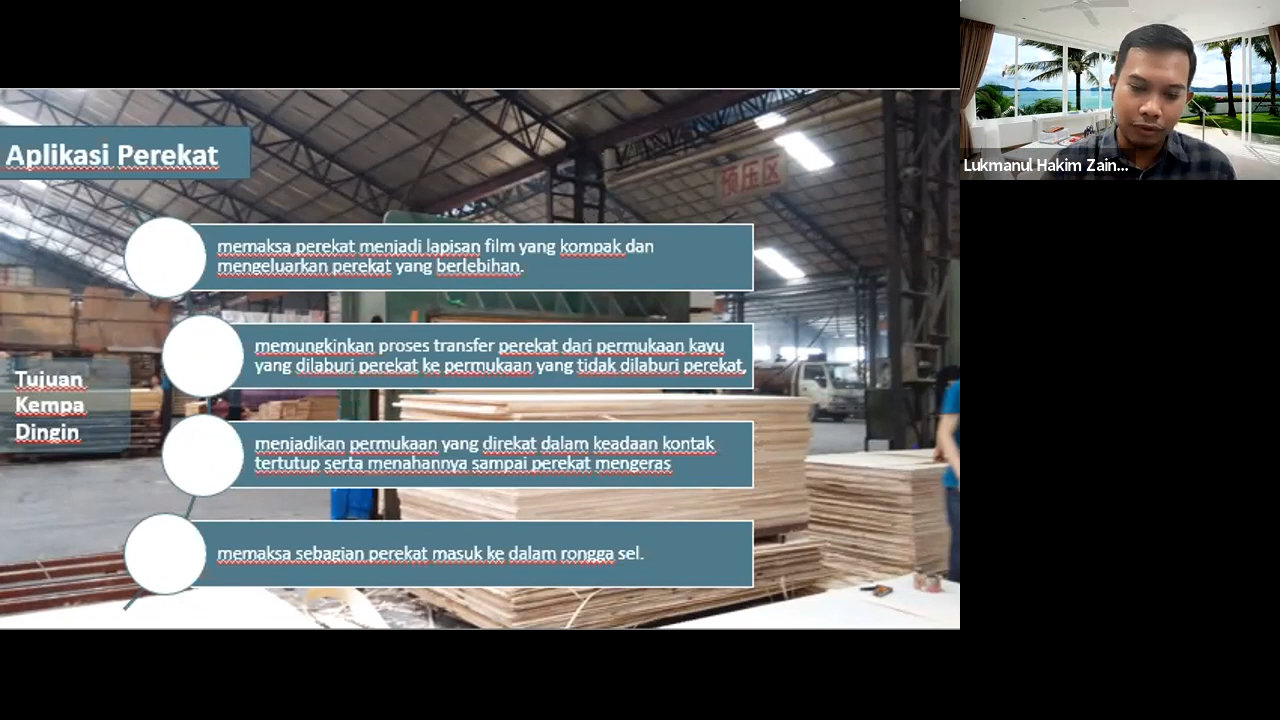 Aplikasi Perekat
预压区
Lukmanul Hakim Zain...
memaksa perekat menjadi lapisan film yang kompak dan
mengeluarkan perekat yang berlebihan.
memungkinkan proses transfer perekat dari permukaan kayu
yang dilaburi perekat ke permukaan yang tidak dilaburi perekat,
Tujuan
Kempa
Dingin
menjadikan permukaan yang direkat dalam keadaan kontak
tertutup serta menahannya sampai perekat mengeras
memaksa sebagian perekat masuk ke dalam rongga sel.